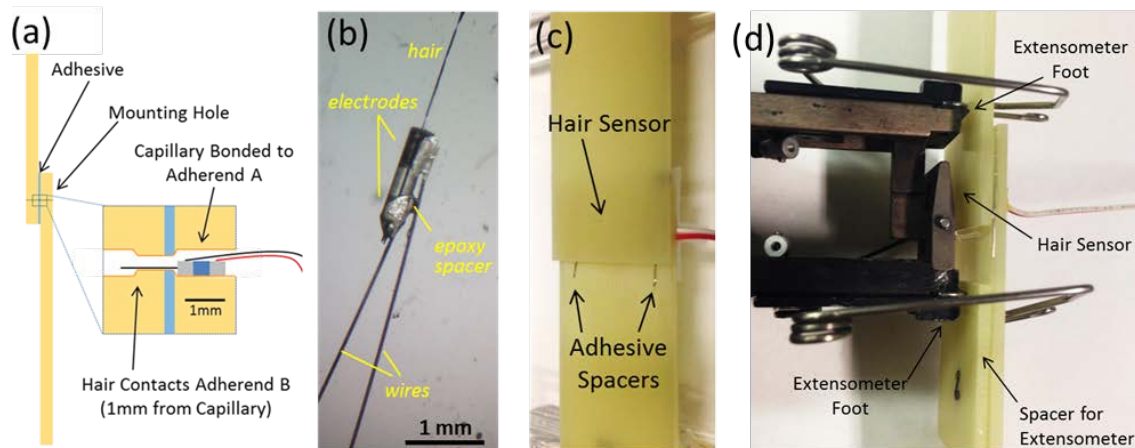 (a)
Adhesive
Mounting Hole
Capillary Bonded to
Adherend A
1mm
Hair Contacts Adherend B
(1mm from Capillary)
(b)
hair
electrodes
epoxy
spacer
wires
1 mm
(c)
Hair Sensor
Adhesive
Spacers
(d)
Extensometer
Foot
Hair Sensor
Extensometer
Foot
Spacer for
Extensometer